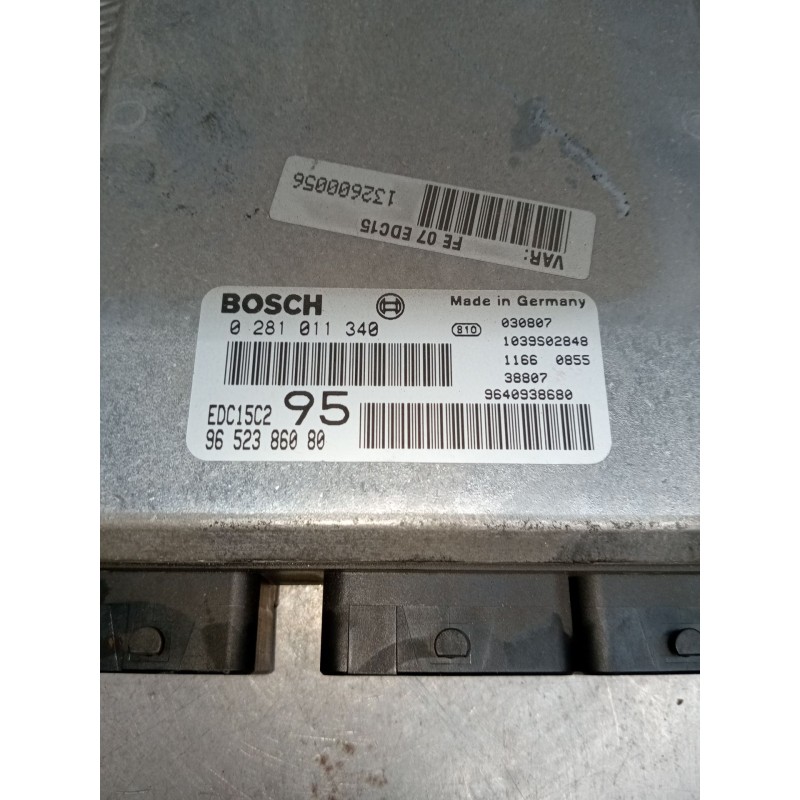 VAR:
FE 07 EDC15
1326000056
BOSCH
Made in Germany
0 281 011 340
810
030807
1039S02848
1166 0855
38807
9640938680
EDC15C2 95
96 523 860 80